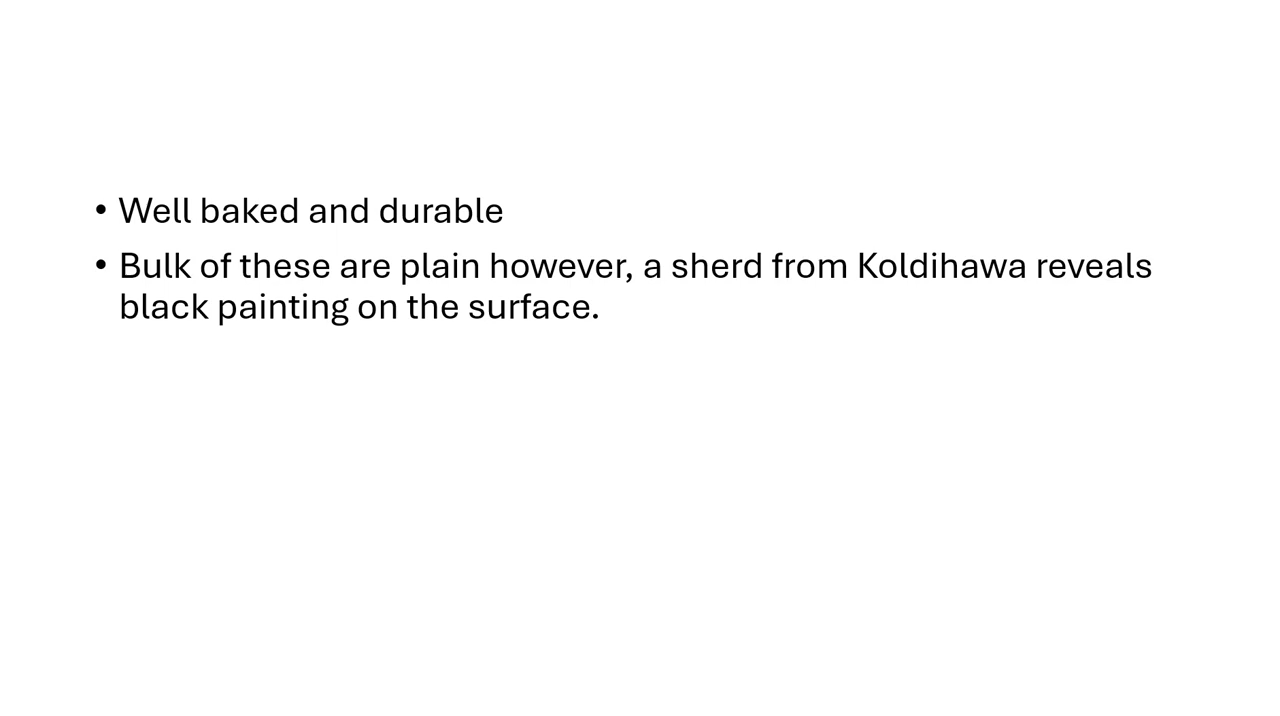 • Well baked and durable
• Bulk of these are plain however, a sherd from Koldihawa reveals
black painting on the surface.